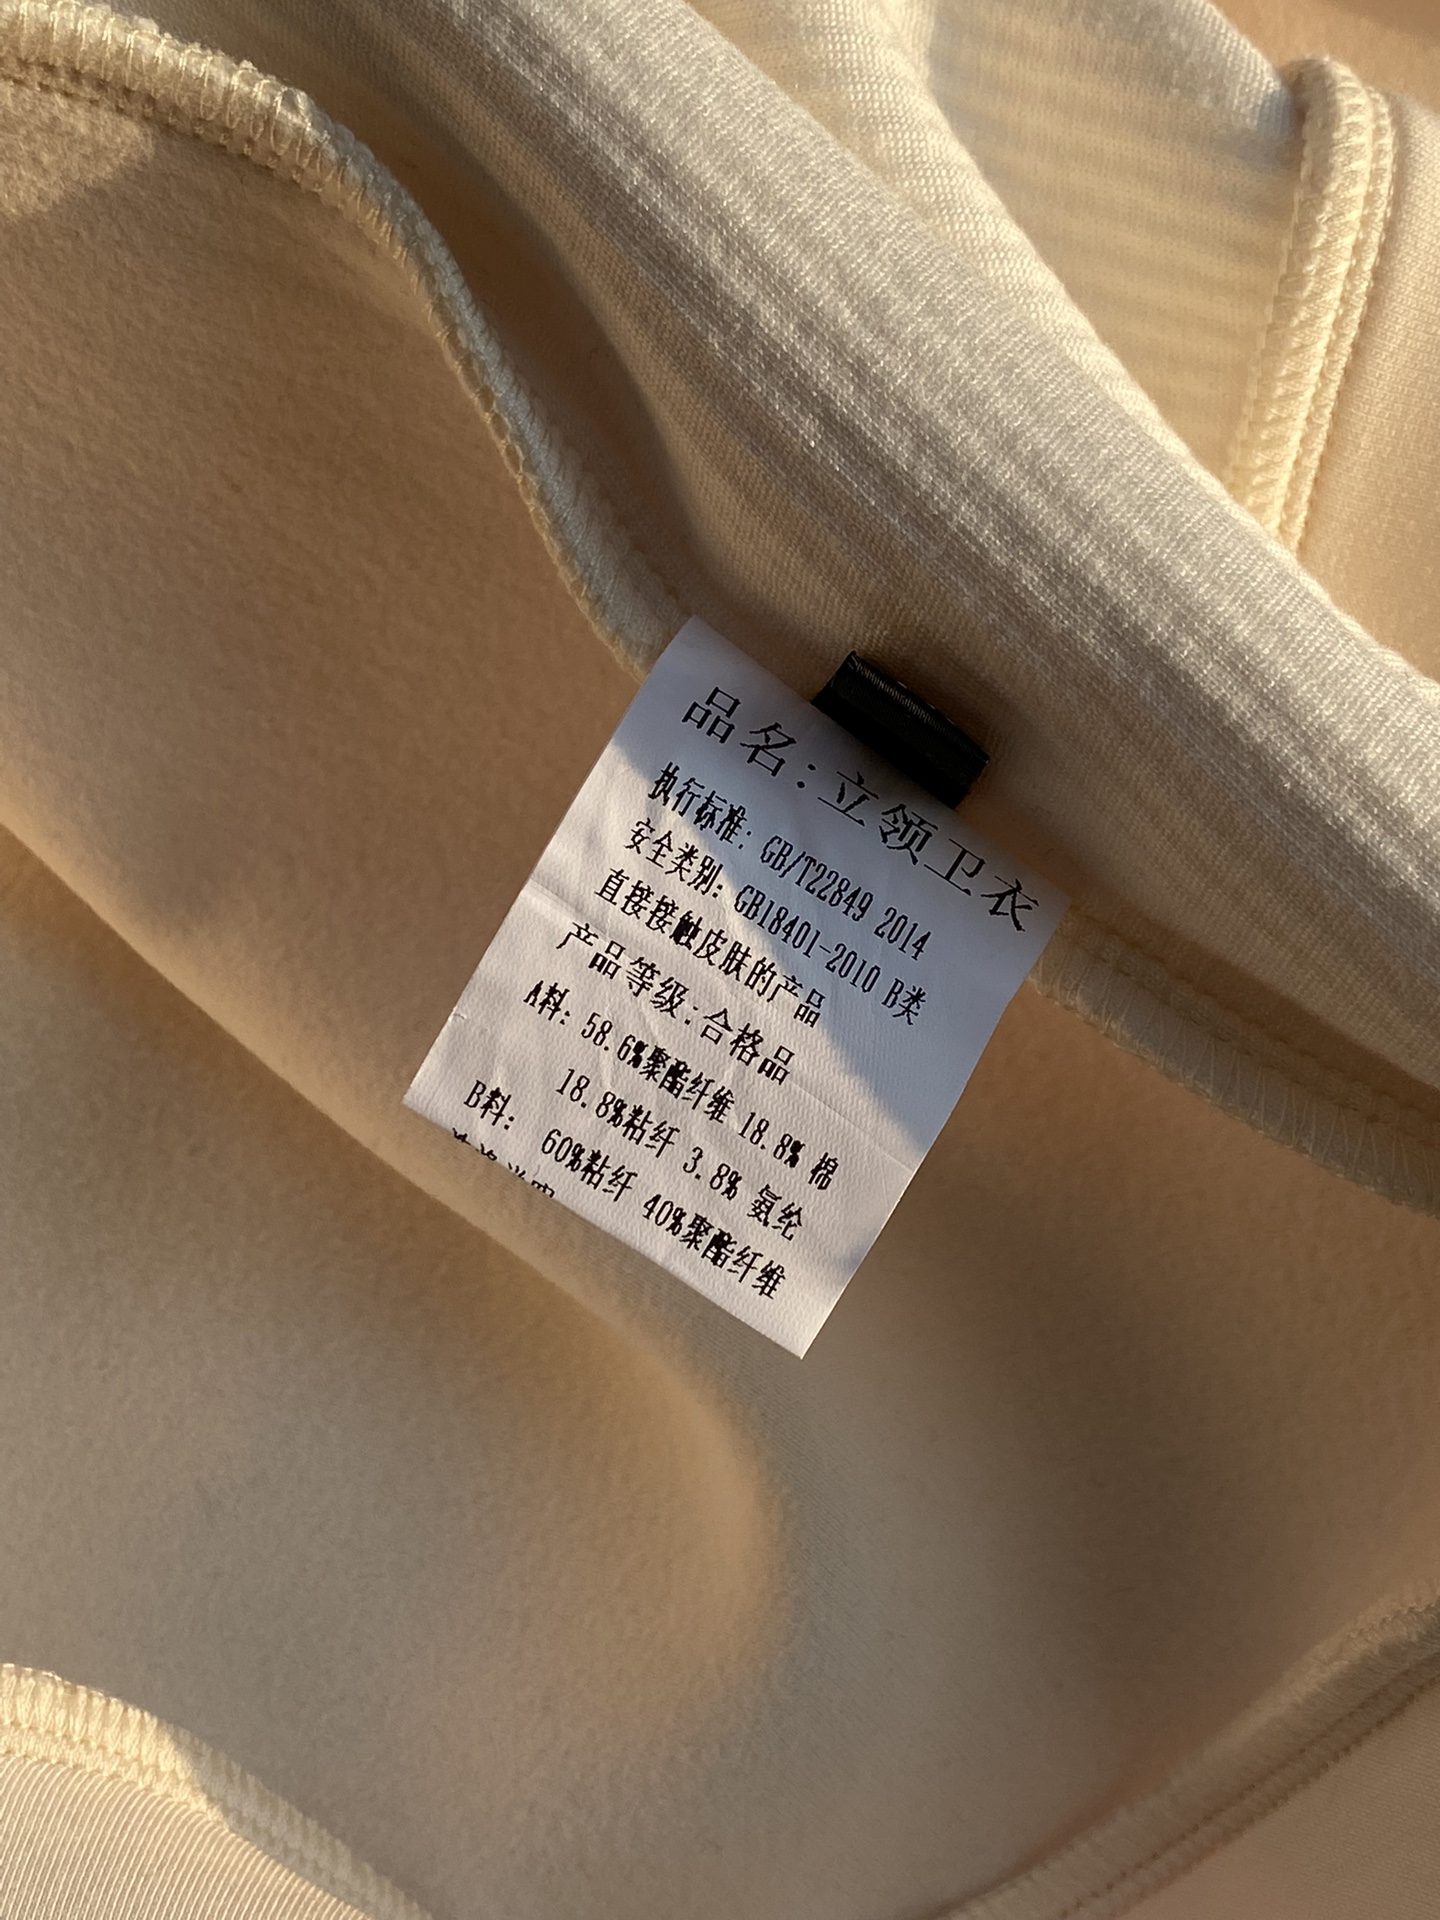 品名:立领卫衣
执行标准: GB/T22849 2014
安全类别: GB18401-2010 B类
直接接触皮肤的产品
产品等级:合格品
A料: 58.6%聚酯纤维 18.8% 棉
18.8%粘纤 3.8% 氨纶
B料: 60%粘纤 40%聚酯纤维